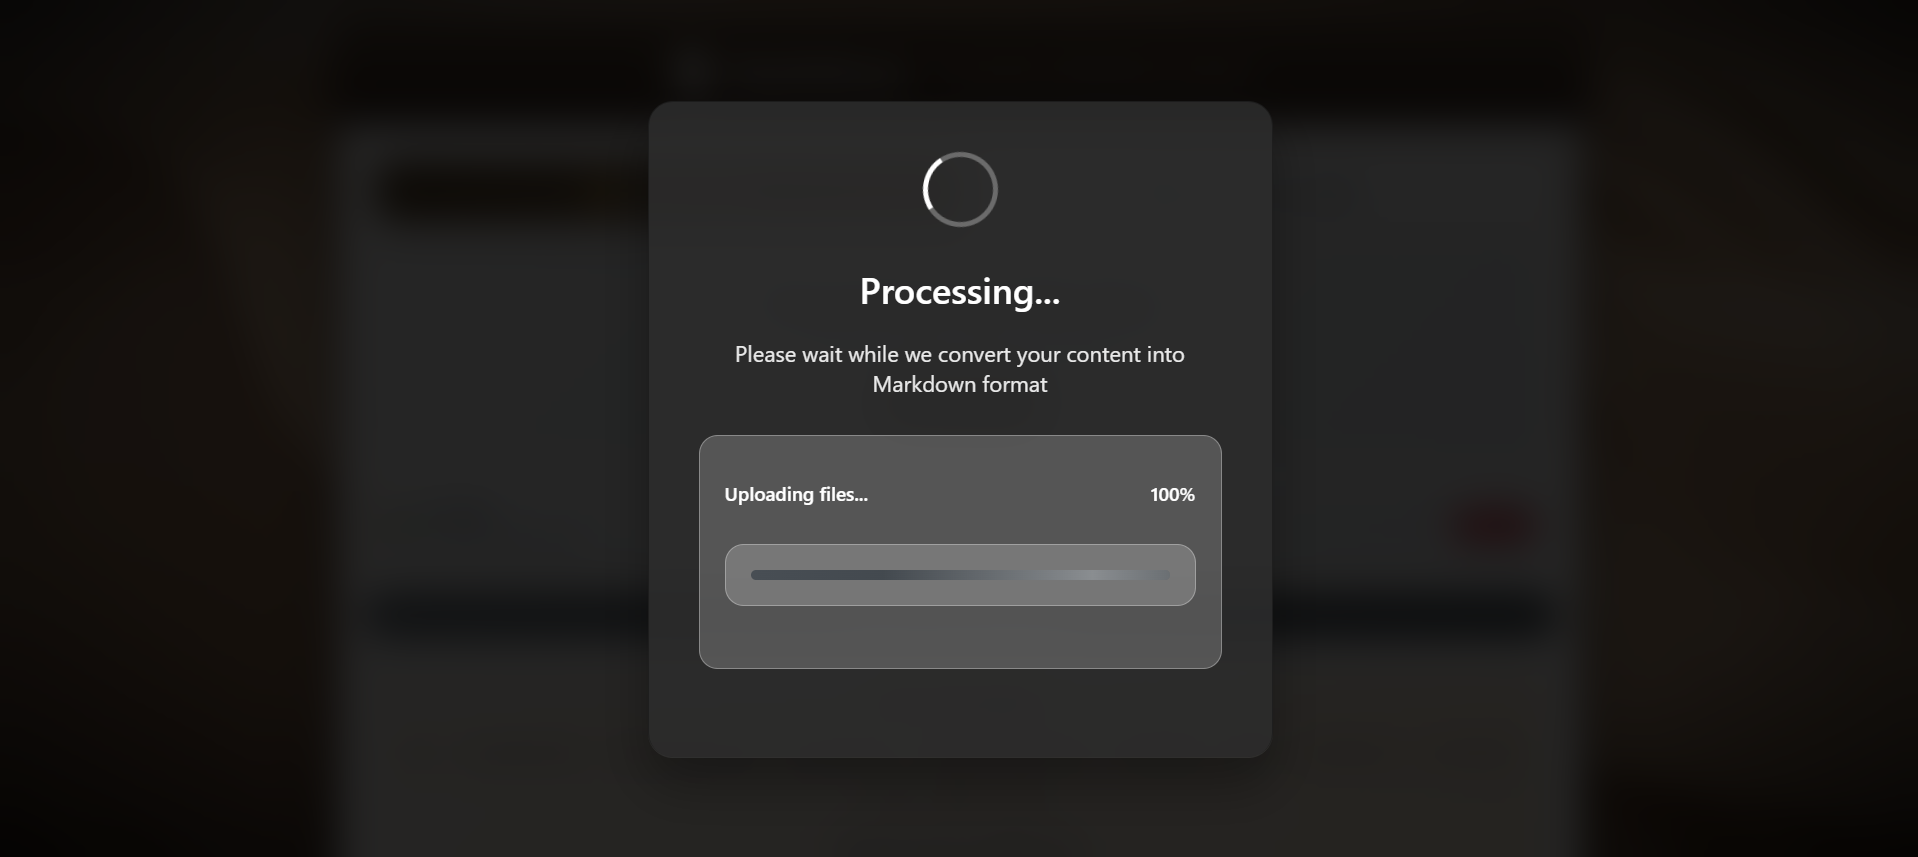 Processing...
Please wait while we convert your content into
Markdown format
Uploading files...
100%